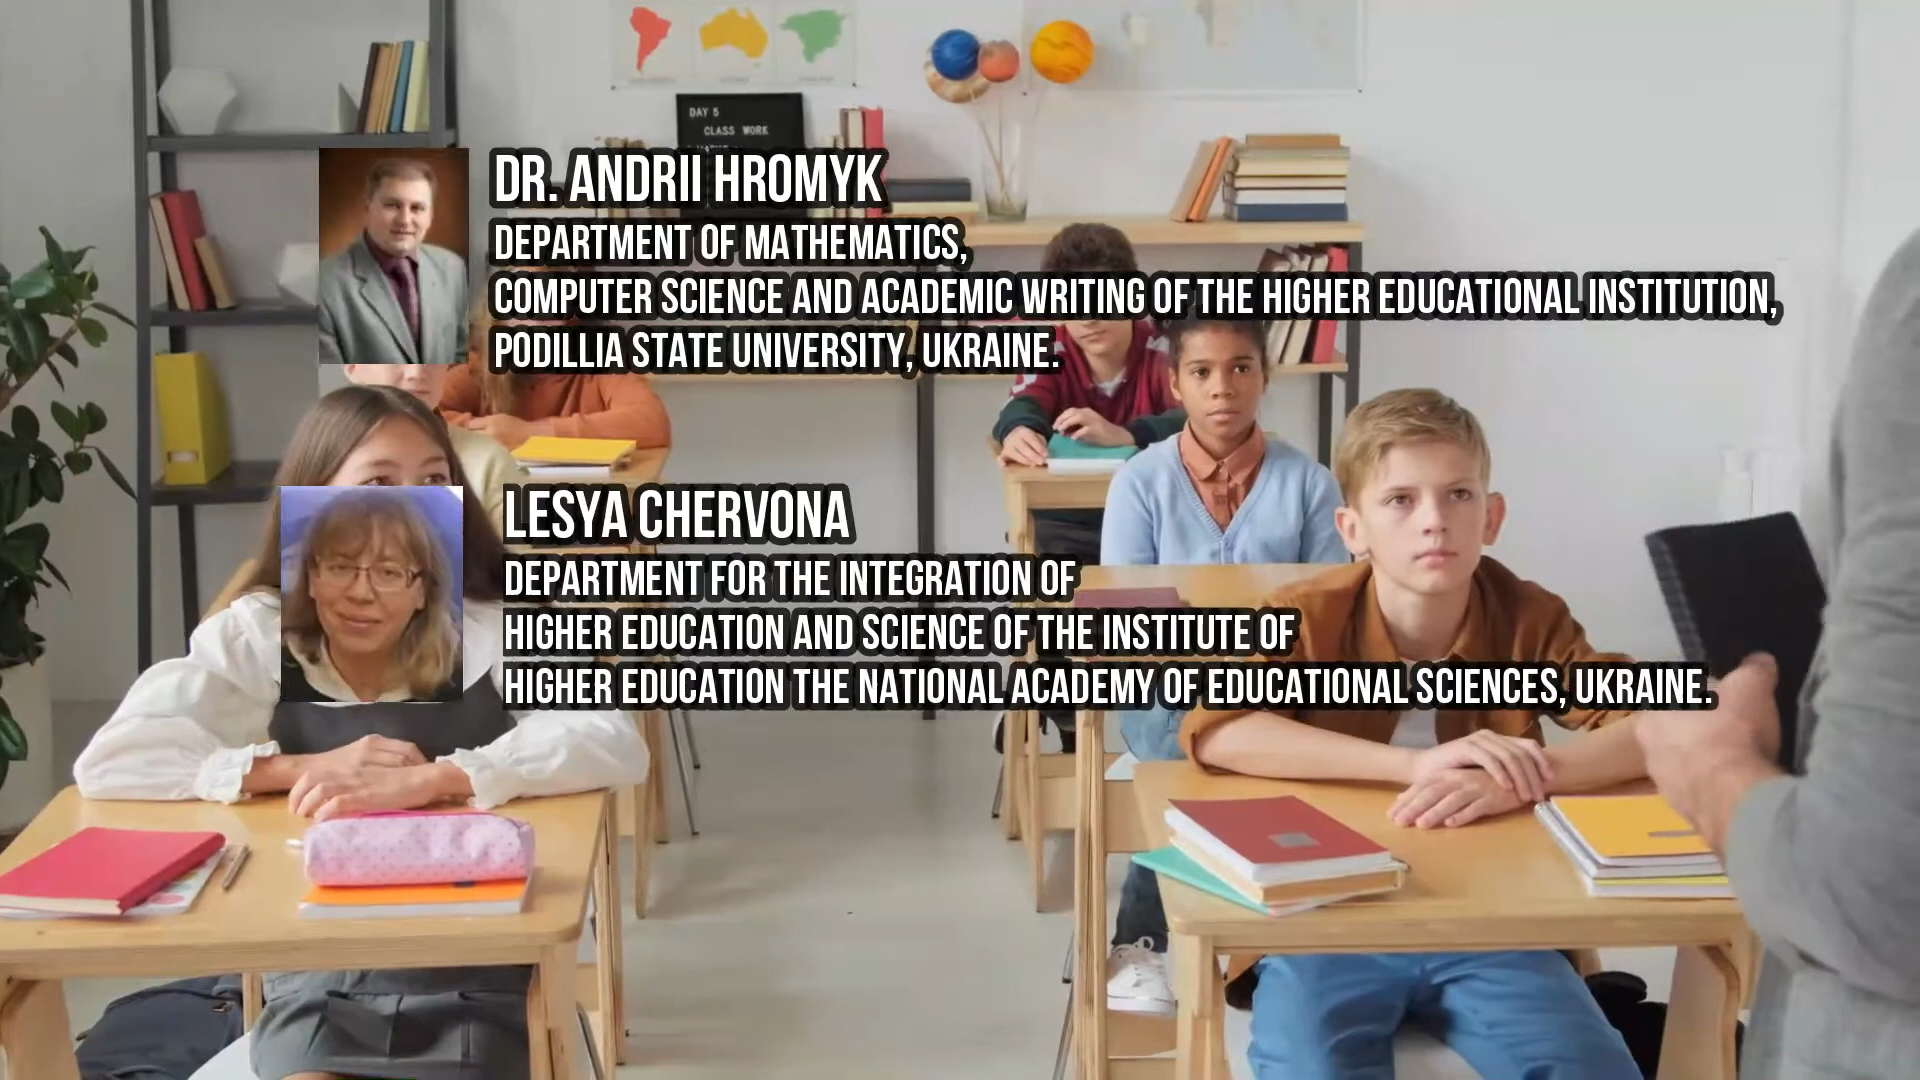 DAY 5
CLASS WORK
DR. ANDRII HROMYK
DEPARTMENT OF MATHEMATICS,
COMPUTER SCIENCE AND ACADEMIC WRITING OF THE HIGHER EDUCATIONAL INSTITUTION,
PODILLIA STATE UNIVERSITY, UKRAINE.
LESYA CHERVONA
DEPARTMENT FOR THE INTEGRATION OF
HIGHER EDUCATION AND SCIENCE OF THE INSTITUTE OF
HIGHER EDUCATION THE NATIONAL ACADEMY OF EDUCATIONAL SCIENCES, UKRAINE.